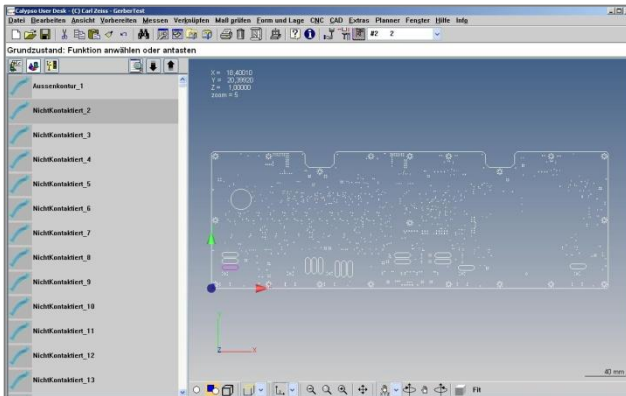 Calypso User Desk - (C) Carl Zeiss - GerberTest
Datei Bearbeiten Ansicht Vorbereiten Messen Verknüpfen Maß prüfen Form und Lage CNC CAD Extras Planner Fenster Hilfe Info
#2 2
Grundzustand: Funktion anwählen oder antasten
Aussenkontur_1
NichtKontaktiert_2
NichtKontaktiert_3
NichtKontaktiert_4
NichtKontaktiert_5
NichtKontaktiert_6
NichtKontaktiert_7
NichtKontaktiert_8
NichtKontaktiert_9
NichtKontaktiert_10
NichtKontaktiert_11
NichtKontaktiert_12
NichtKontaktiert_13
X = 18,40010
Y = 20,39920
Z = 1,00000
zoom = 5
Z X
40 mm
Fit